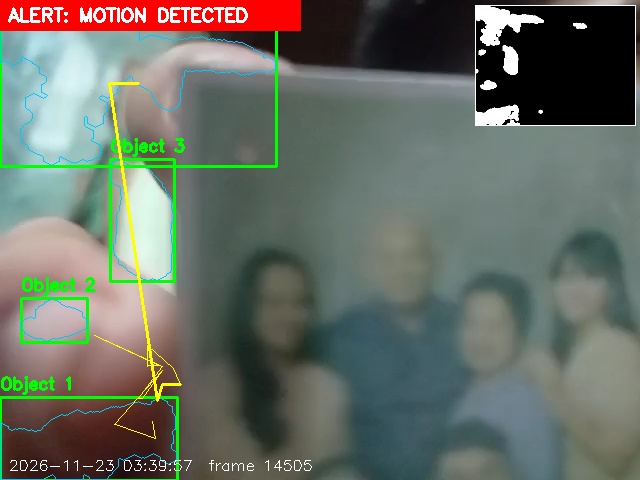 ALERT: MOTION DETECTED
Object 3
Object 2
Object 1
2026-11-23 03:39:57 frame 14505